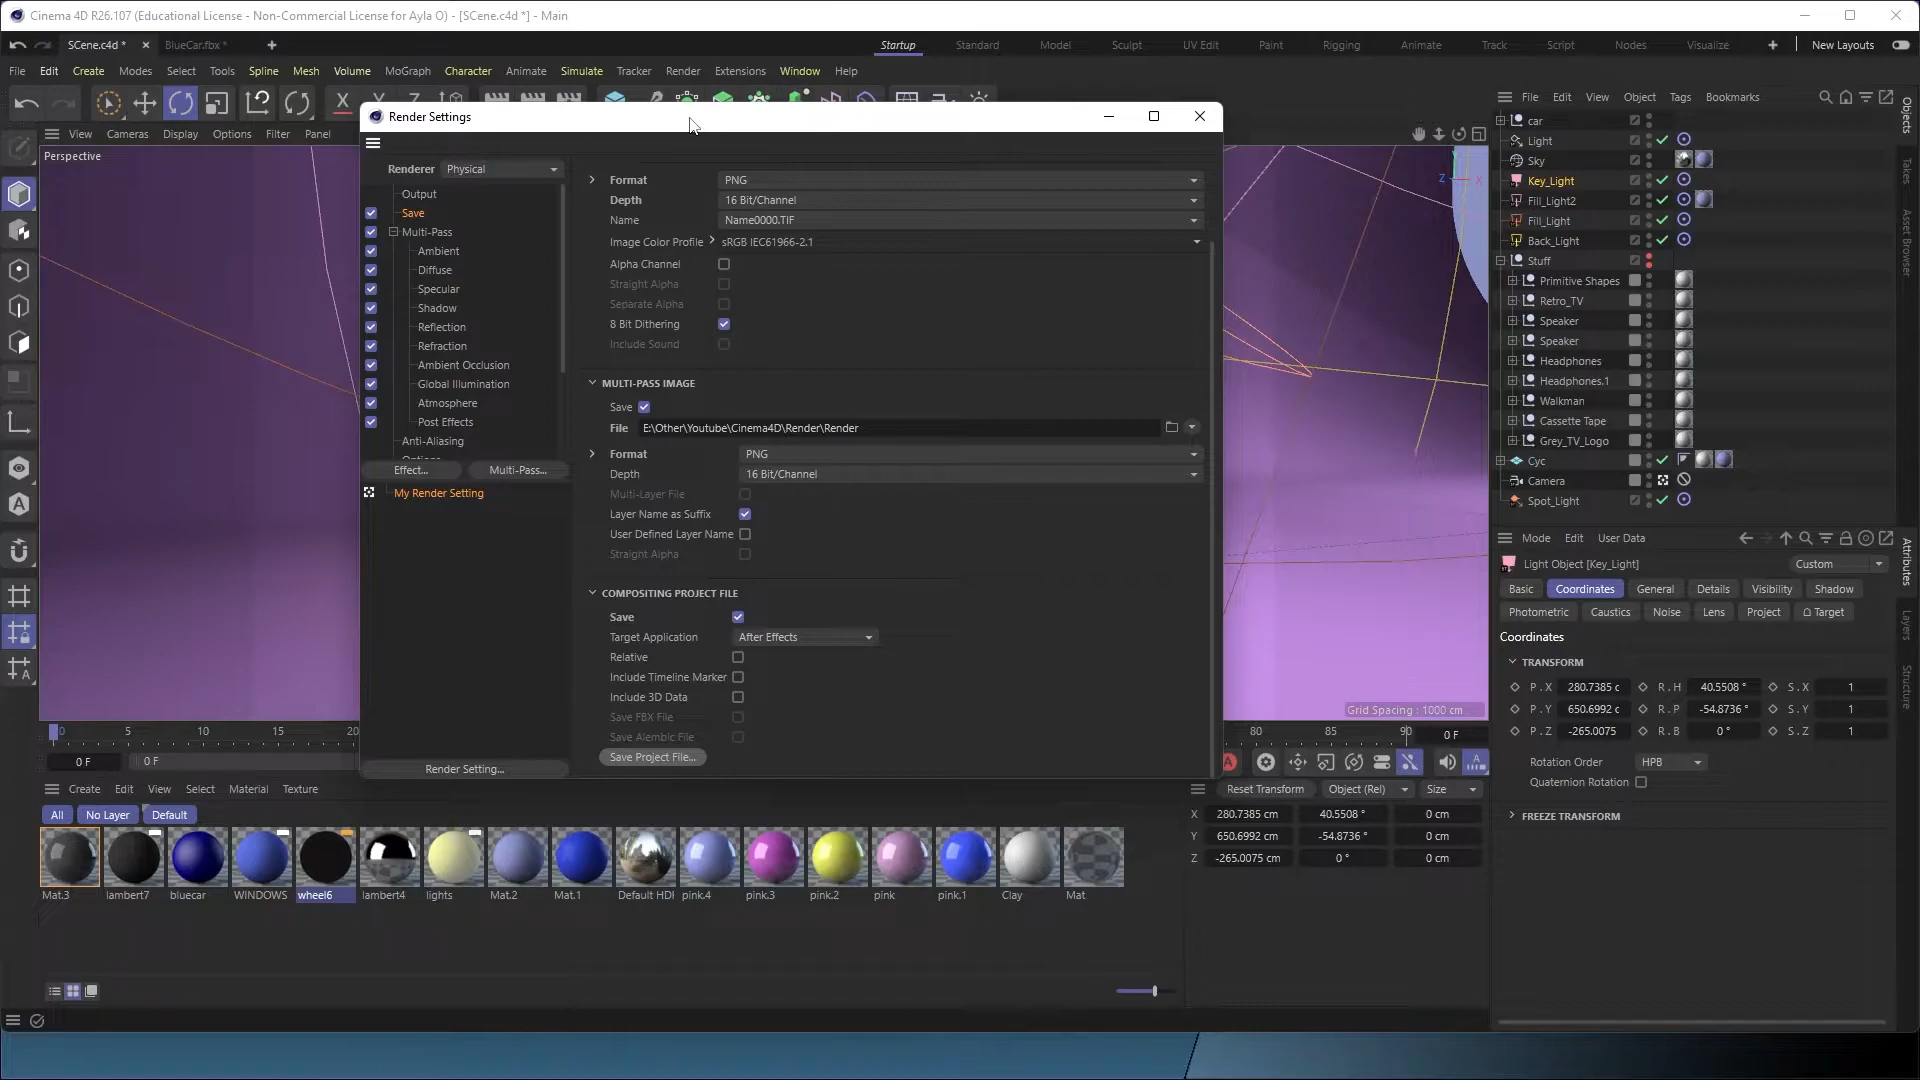 Cinema 4D R26.107 (Educational License - Non-Commercial License for Ayla O) - [SCene.c4d *] - Main
SCene.c4d *
BlueCar.fbx *
Startup
Standard
Model
Sculpt
UV Edit
Paint
Rigging
Animate
Track
Script
Nodes
Visualize
New Layouts
File Edit Create Modes Select Tools Spline Mesh Volume MoGraph Character Animate Simulate Tracker Render Extensions Window Help
View Cameras Display Options Filter Panel
Perspective
Render Settings
Renderer Physical
Output
Save
Multi-Pass
Ambient
Diffuse
Specular
Shadow
Reflection
Refraction
Ambient Occlusion
Global Illumination
Atmosphere
Post Effects
Anti-Aliasing
Effect... Multi-Pass...
My Render Setting
Render Setting...
Format PNG
Depth 16 Bit/Channel
Name Name0000.TIF
Image Color Profile sRGB IEC61966-2.1
Alpha Channel
Straight Alpha
Separate Alpha
8 Bit Dithering
Include Sound
MULTI-PASS IMAGE
Save
File E:\Other\Youtube\Cinema4D\Render\Render
Format PNG
Depth 16 Bit/Channel
Multi-Layer File
Layer Name as Suffix
User Defined Layer Name
Straight Alpha
COMPOSITING PROJECT FILE
Save
Target Application After Effects
Relative
Include Timeline Marker
Include 3D Data
Save FBX File
Save Alembic File
Save Project File...
Z X
Grid Spacing : 1000 cm
0 5 10 15 20
80 85 90 0 F
0 F 0 F
Create Edit View Select Material Texture
All No Layer Default
Mat.3 lambert7 bluecar WINDOWS wheel6 lambert4 lights Mat.2 Mat.1 Default HDI pink.4 pink.3 pink.2 pink pink.1 Clay Mat
Reset Transform Object (Rel) Size
X 280.7385 cm 40.5508 ° 0 cm
Y 650.6992 cm -54.8736 ° 0 cm
Z -265.0075 cm 0 ° 0 cm
File Edit View Object Tags Bookmarks
car
Light
Sky
Key_Light
Fill_Light2
Fill_Light
Back_Light
Stuff
Primitive Shapes
Retro_TV
Speaker
Speaker
Headphones
Headphones.1
Walkman
Cassette Tape
Grey_TV_Logo
Cyc
Camera
Spot_Light
Objects
Takes
Asset Browser
Mode Edit User Data
Light Object [Key_Light]
Custom
Basic Coordinates General Details Visibility Shadow
Photometric Caustics Noise Lens Project Target
Coordinates
TRANSFORM
P . X 280.7385 c R . H 40.5508 ° S . X 1
P . Y 650.6992 c R . P -54.8736 ° S . Y 1
P . Z -265.0075 R . B 0 ° S . Z 1
Rotation Order HPB
Quaternion Rotation
FREEZE TRANSFORM
Attributes
Layers
Structure